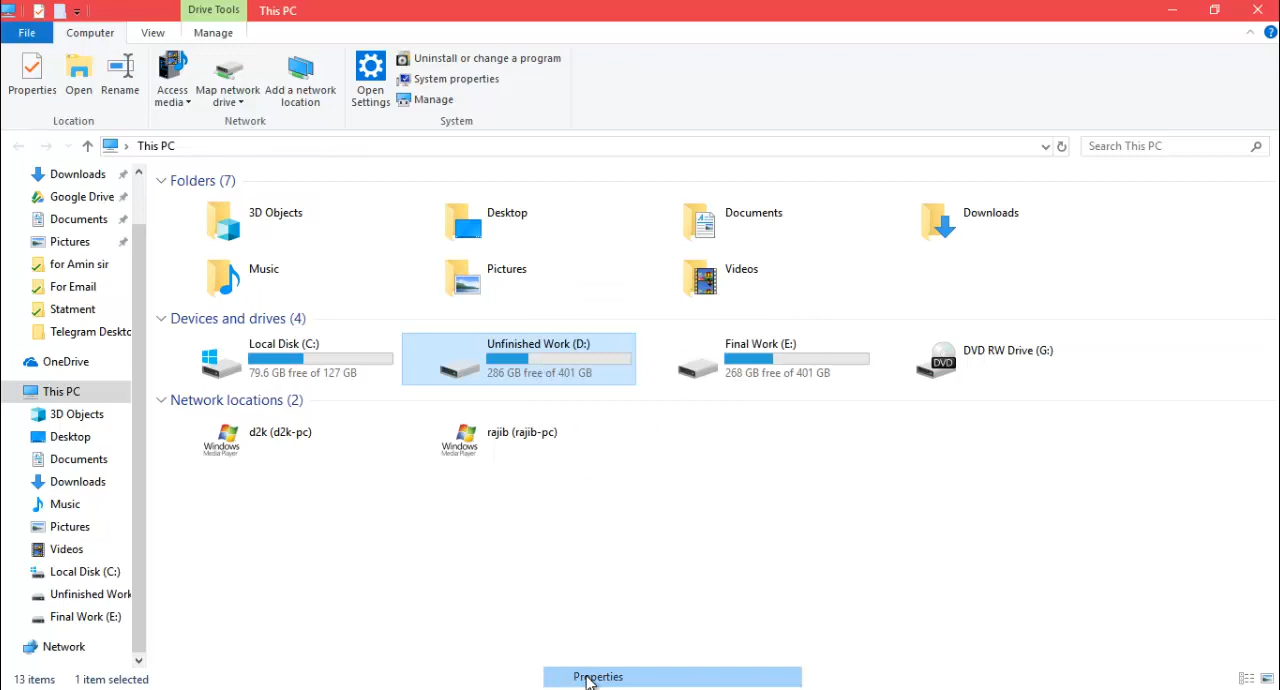 Drive Tools This PC
File Computer View Manage
Properties Open Rename
Location
Access media Map network drive Add a network location
Network
Open Settings
Uninstall or change a program
System properties
Manage
System
This PC
Search This PC
Downloads
Google Drive
Documents
Pictures
for Amin sir
For Email
Statment
Telegram Deskto
OneDrive
This PC
3D Objects
Desktop
Documents
Downloads
Music
Pictures
Videos
Local Disk (C:)
Unfinished Work
Final Work (E:)
Network
Folders (7)
3D Objects Desktop Documents Downloads
Music Pictures Videos
Devices and drives (4)
Local Disk (C:)
79.6 GB free of 127 GB
Unfinished Work (D:)
286 GB free of 401 GB
Final Work (E:)
268 GB free of 401 GB
DVD
DVD RW Drive (G:)
Network locations (2)
Windows
Media Player
d2k (d2k-pc)
Windows
Media Player
rajib (rajib-pc)
Properties
13 items 1 item selected